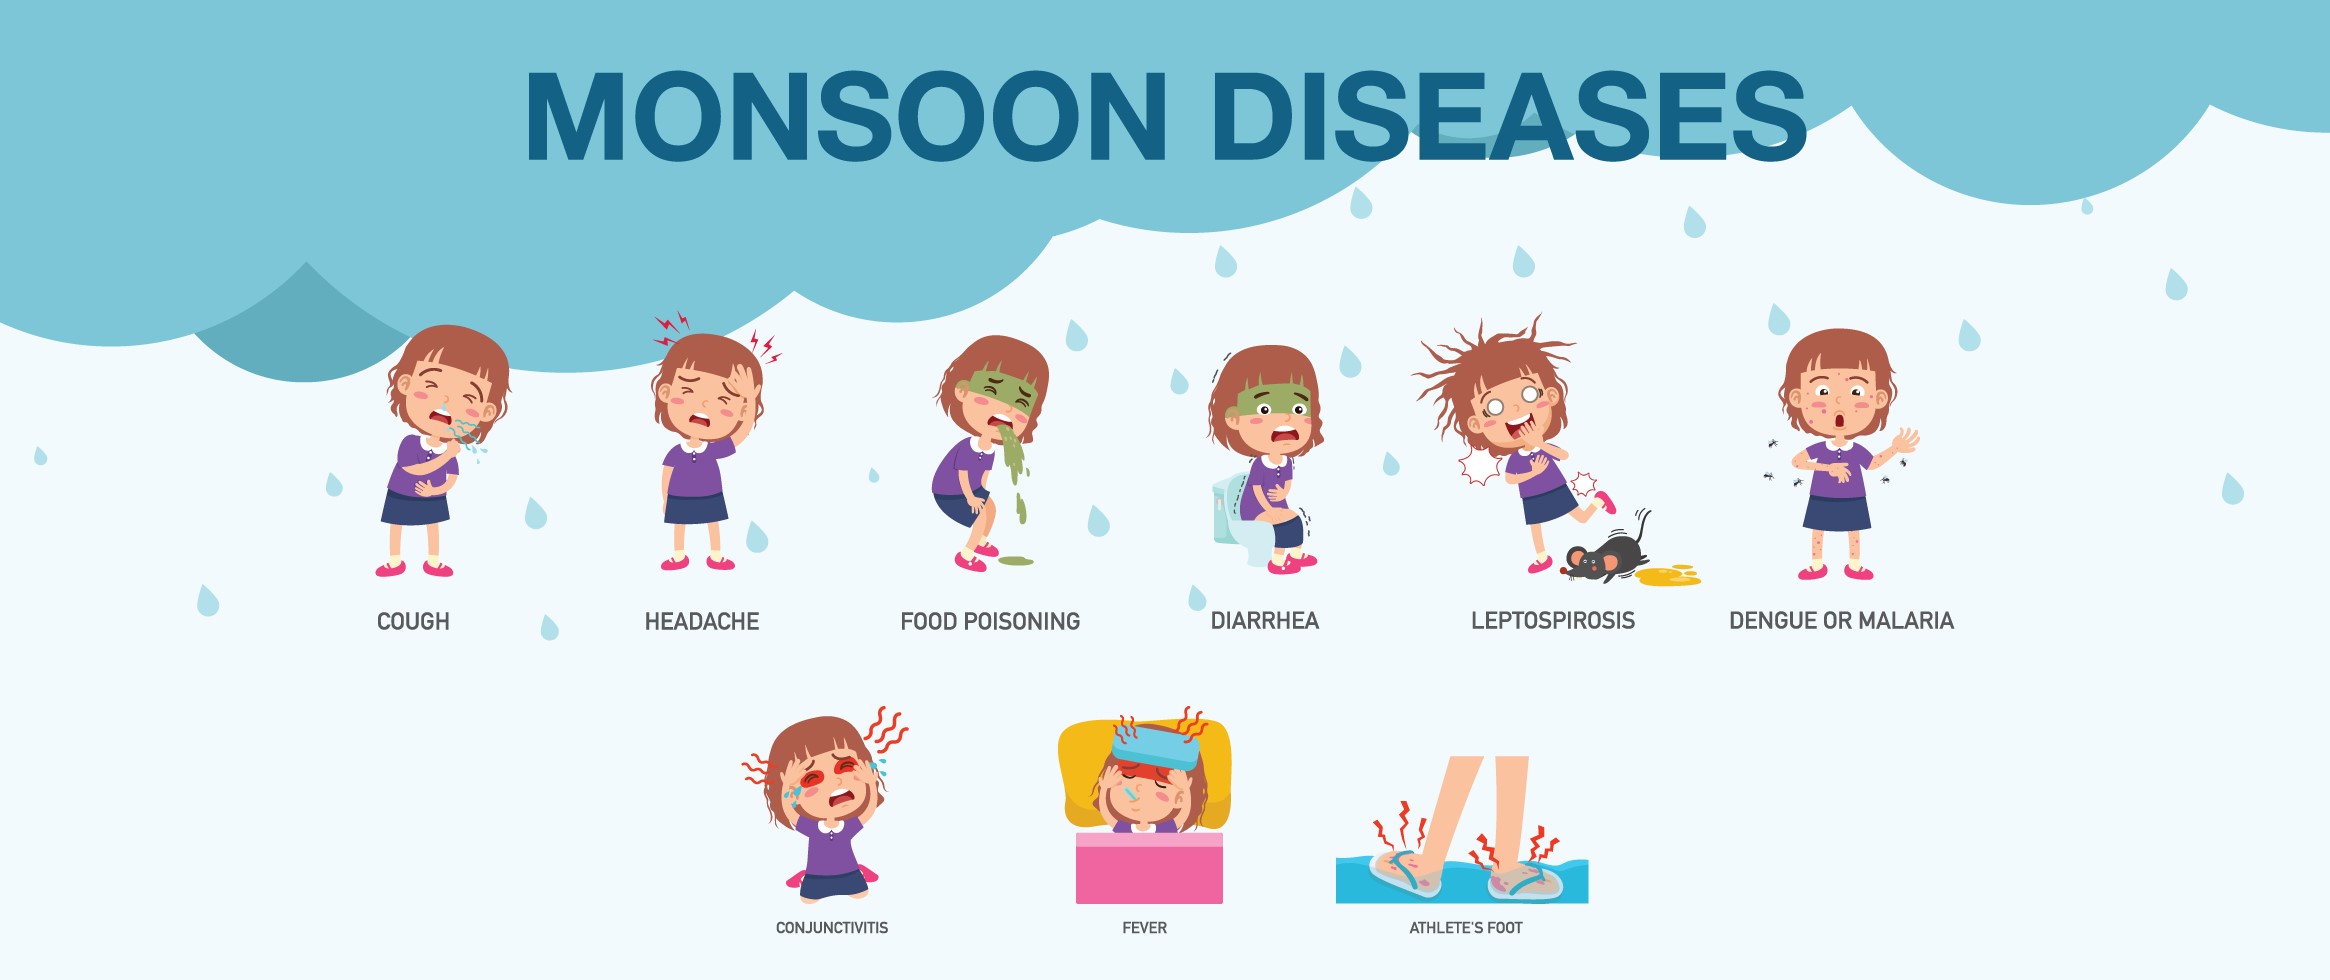 MONSOON DISEASES
COUGH
HEADACHE
FOOD POISONING
DIARRHEA
LEPTOSPIROSIS
DENGUE OR MALARIA
CONJUNCTIVITIS
FEVER
ATHLETE'S FOOT